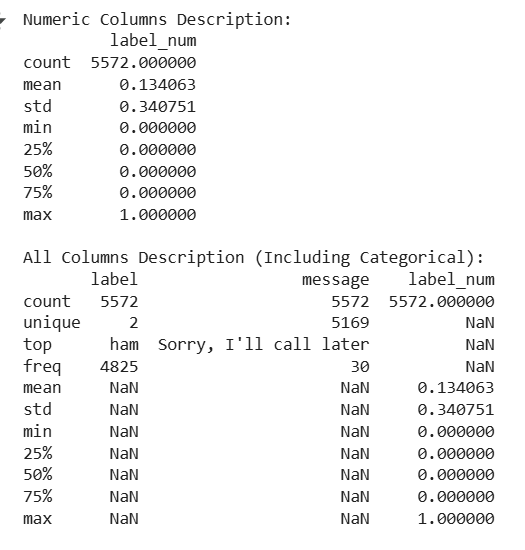 Numeric Columns Description:
label_num
count 5572.000000
mean 0.134063
std 0.340751
min 0.000000
25% 0.000000
50% 0.000000
75% 0.000000
max 1.000000
All Columns Description (Including Categorical):
label message label_num
count 5572 5572 5572.000000
unique 2 5169 NaN
top ham Sorry, I'll call later NaN
freq 4825 30 NaN
mean NaN NaN 0.134063
std NaN NaN 0.340751
min NaN NaN 0.000000
25% NaN NaN 0.000000
50% NaN NaN 0.000000
75% NaN NaN 0.000000
max NaN NaN 1.000000